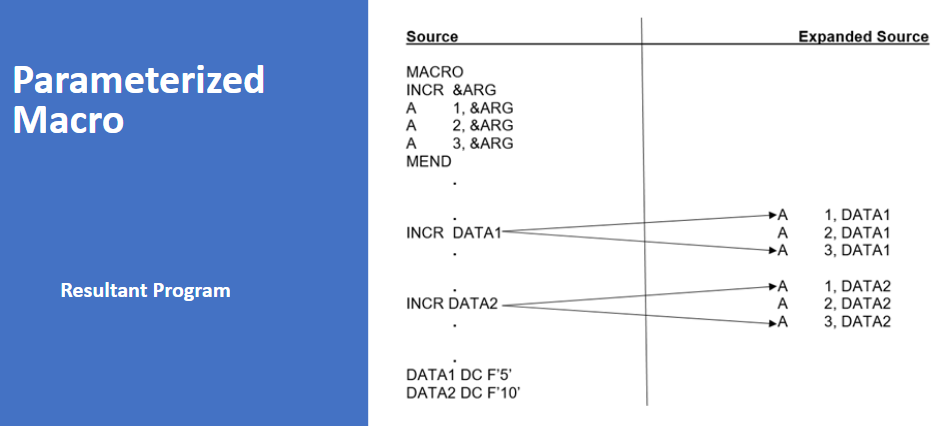 Parameterized
Macro
Resultant Program
Source
Expanded Source
MACRO
INCR &ARG
A 1, &ARG
A 2, &ARG
A 3, &ARG
MEND
.
.
INCR DATA1
.
.
INCR DATA2
.
.
DATA1 DC F'5'
DATA2 DC F'10'
A 1, DATA1
A 2, DATA1
A 3, DATA1
A 1, DATA2
A 2, DATA2
A 3, DATA2